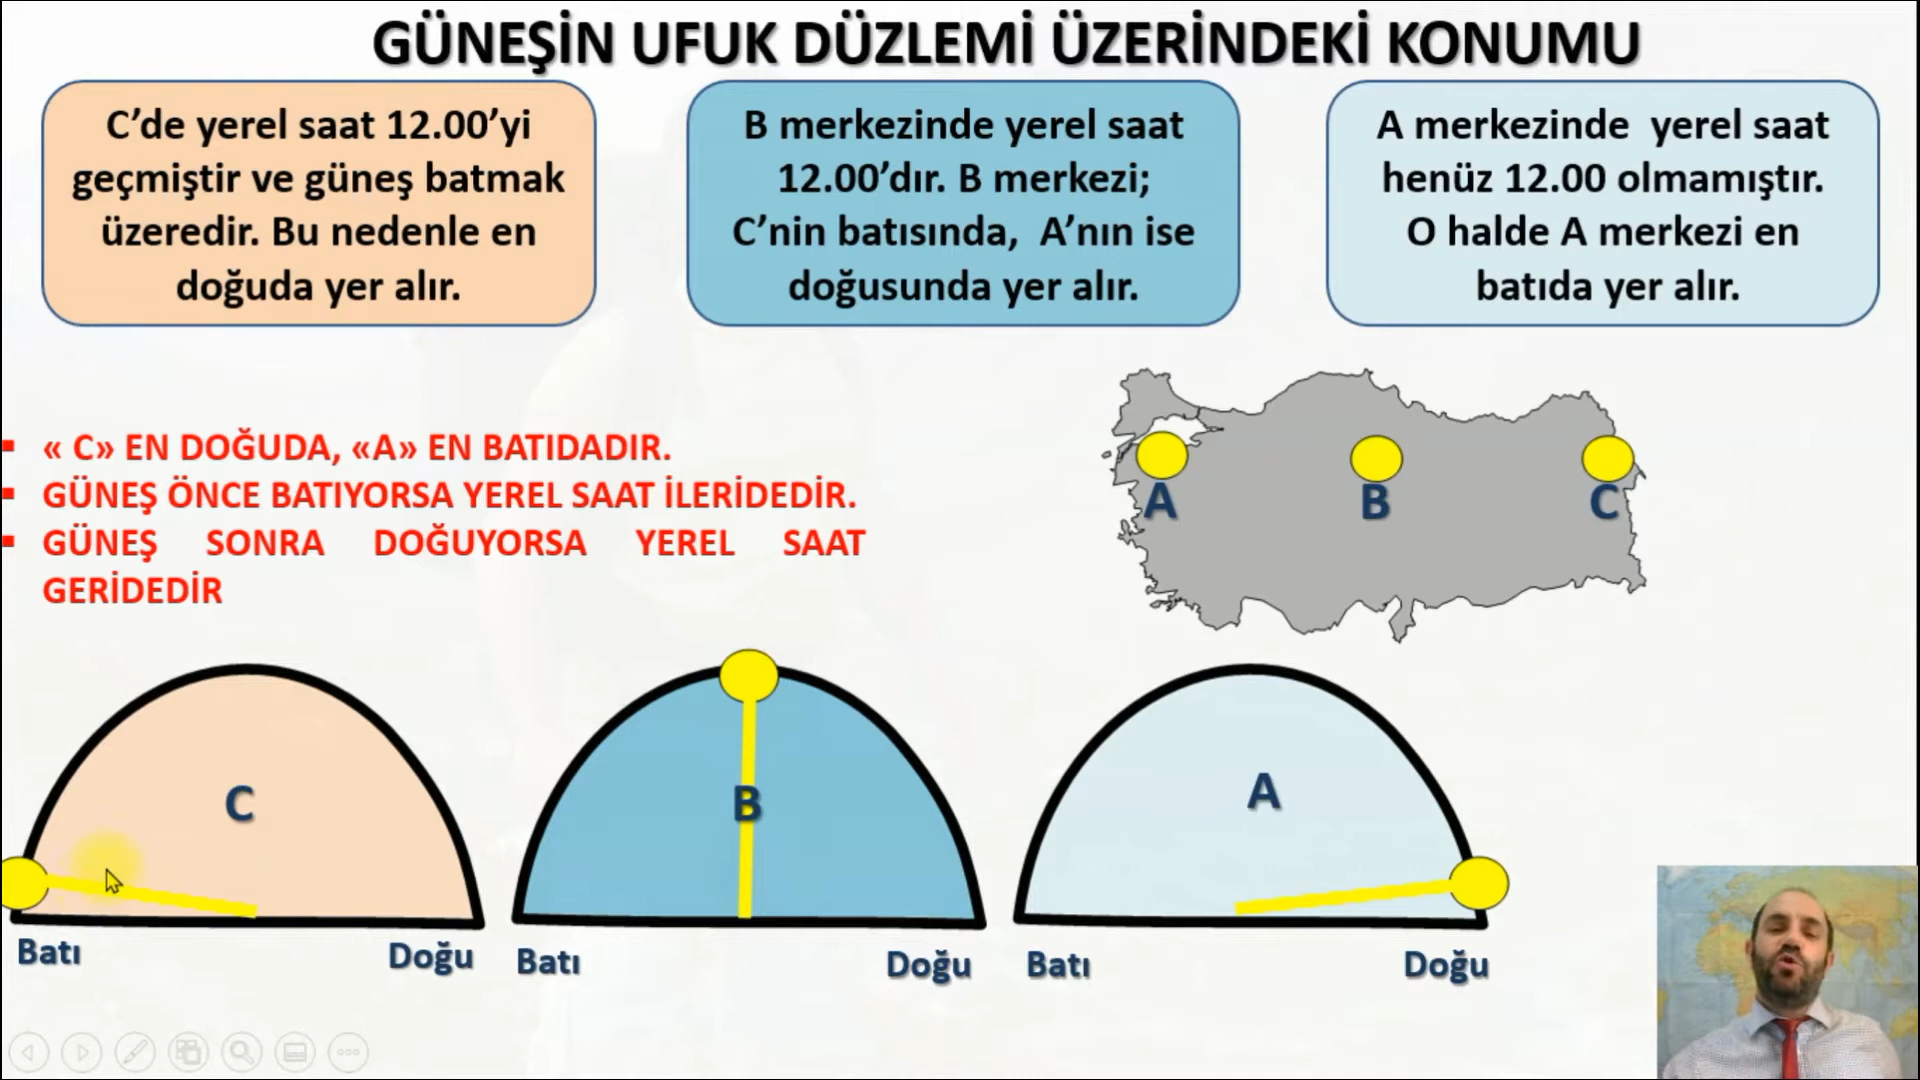 GÜNEŞİN UFUK DÜZLEMİ ÜZERİNDEKİ KONUMU
C’de yerel saat 12.00’yi
geçmiştir ve güneş batmak
üzeredir. Bu nedenle en
doğuda yer alır.
B merkezinde yerel saat
12.00’dır. B merkezi;
C’nin batısında, A’nın ise
doğusunda yer alır.
A merkezinde yerel saat
henüz 12.00 olmamıştır.
O halde A merkezi en
batıda yer alır.
« C» EN DOĞUDA, «A» EN BATIDADIR.
GÜNEŞ ÖNCE BATIYORSA YEREL SAAT İLERİDEDİR.
GÜNEŞ SONRA DOĞUYORSA YEREL SAAT
GERİDEDİR
A
B
C
C
B
A
Batı
Doğu
Batı
Doğu
Batı
Doğu